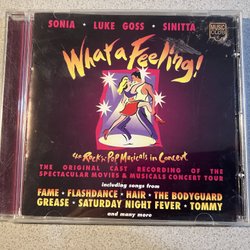 SONIA • LUKE GOSS • SINITTA
MUSIC CLUB
What a Feeling!
the Rock 'n' Pop Musicals in Concert
THE ORIGINAL CAST RECORDING OF THE
SPECTACULAR MOVIES & MUSICALS CONCERT TOUR
including songs from
FAME • FLASHDANCE • HAIR • THE BODYGUARD
GREASE • SATURDAY NIGHT FEVER • TOMMY
and many more